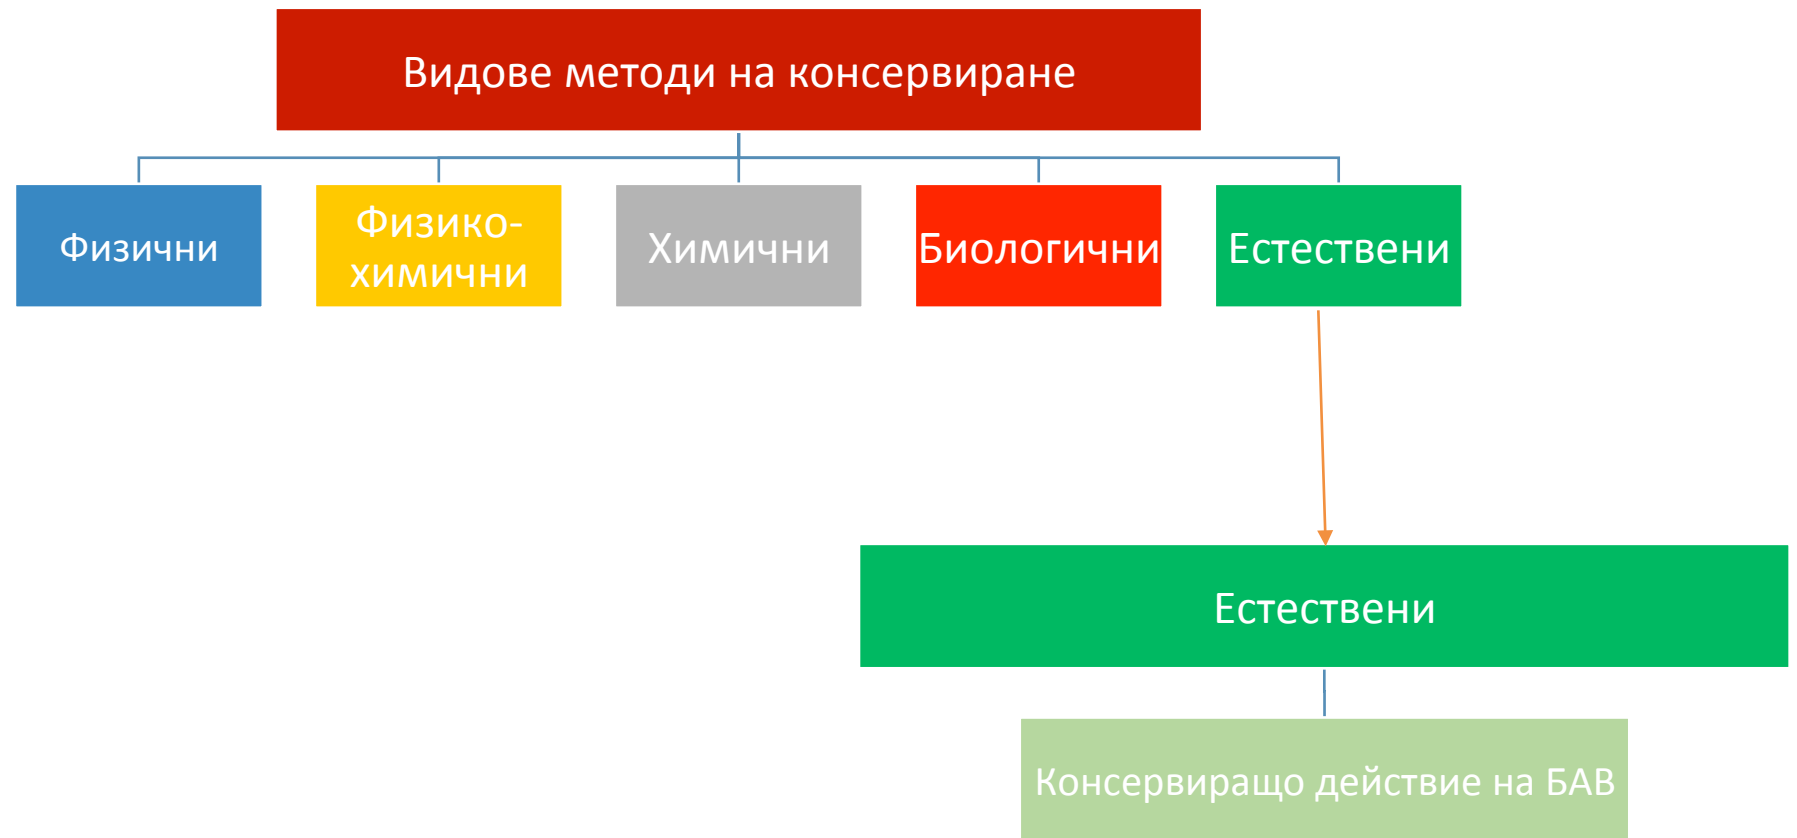 Видове методи на консервиране
Физични
Физико-
химични
Химични
Биологични
Естествени
Естествени
Консервиращо действие на БАВ